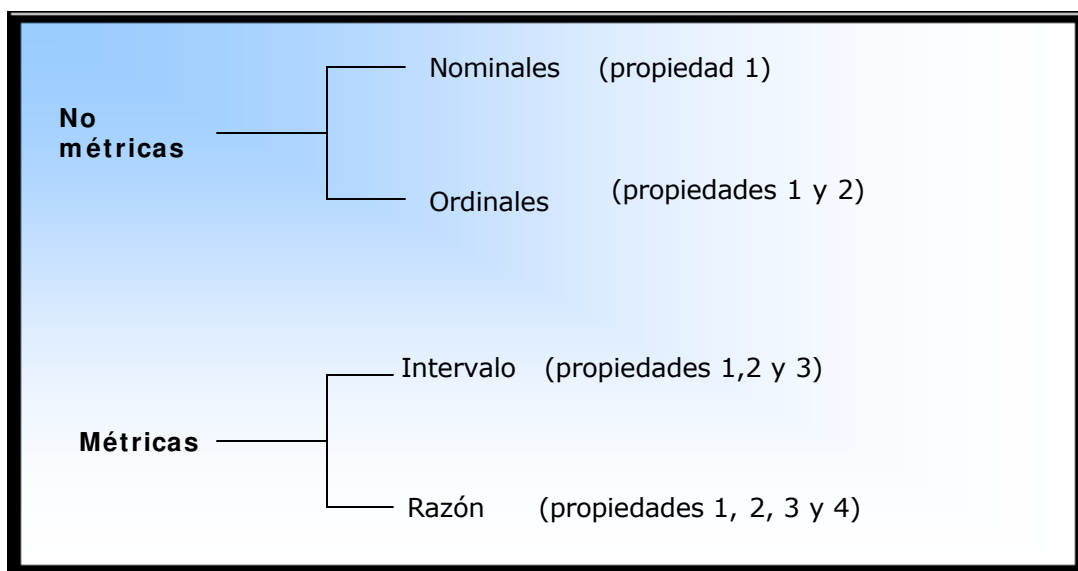 Nominales (propiedad 1)
No
métricas
Ordinales (propiedades 1 y 2)
Intervalo (propiedades 1,2 y 3)
Métricas
Razón (propiedades 1, 2, 3 y 4)